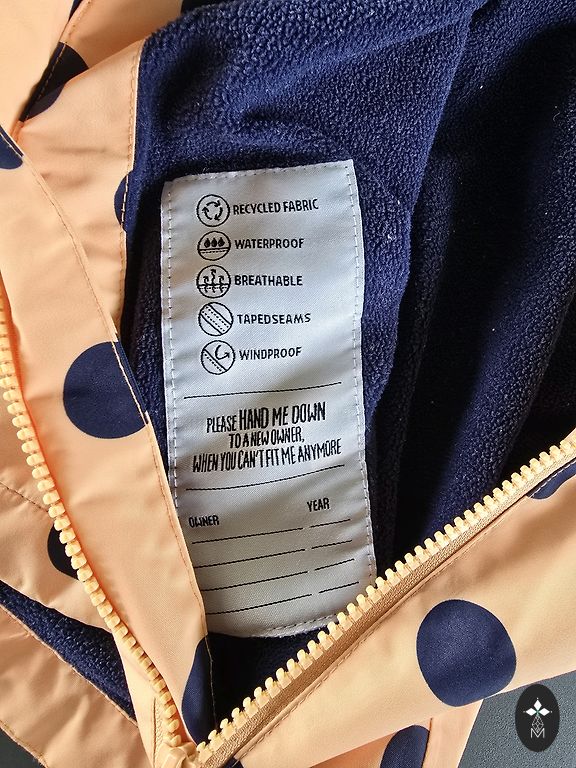 RECYCLED FABRIC
WATERPROOF
BREATHABLE
TAPEDSEAMS
WINDPROOF
PLEASE HAND ME DOWN
TO A NEW OWNER,
WHEN YOU CAN'T FIT ME ANYMORE
OWNER YEAR